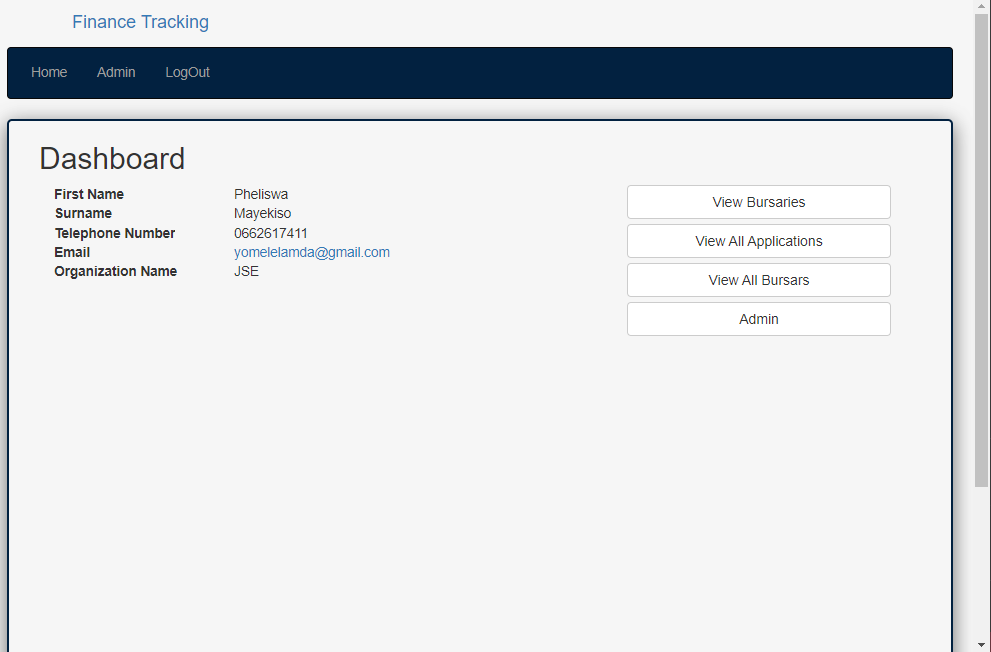 Finance Tracking
Home Admin LogOut
Dashboard
First Name Pheliswa
Surname Mayekiso
Telephone Number 0662617411
Email yomelelamda@gmail.com
Organization Name JSE
View Bursaries
View All Applications
View All Bursars
Admin